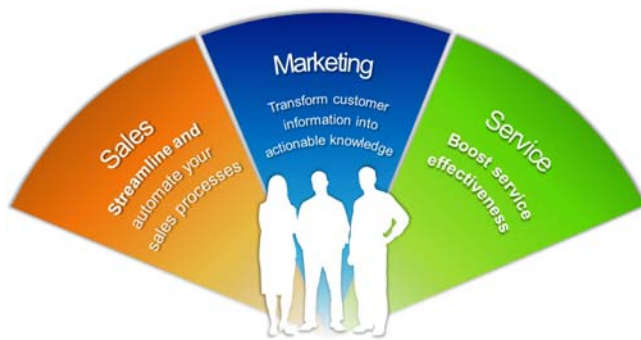 Sales
Streamline and
automate your
sales processes
Marketing
Transform customer
information into
actionable knowledge
Service
Boost service
effectiveness